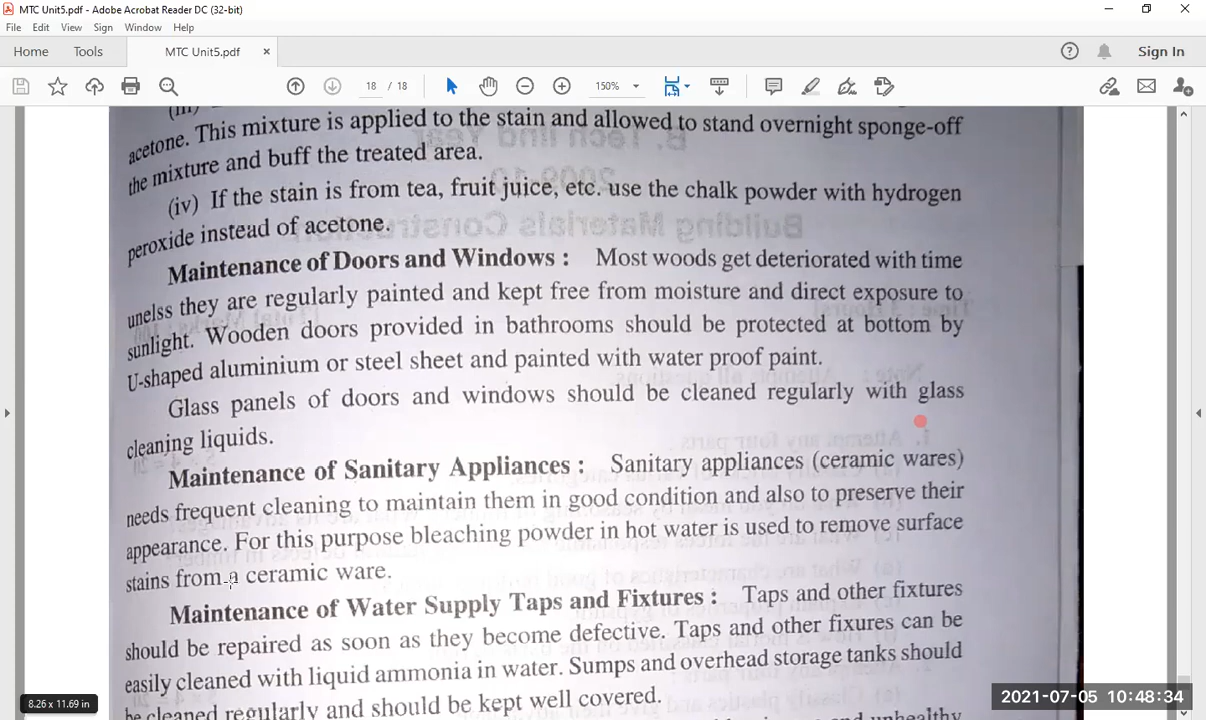 MTC Unit5.pdf - Adobe Acrobat Reader DC (32-bit)
File Edit View Sign Window Help
Home Tools MTC Unit5.pdf × Sign In
18 / 18 150%
acetone. This mixture is applied to the stain and allowed to stand overnight sponge-off
the mixture and buff the treated area.
(iv) If the stain is from tea, fruit juice, etc. use the chalk powder with hydrogen
peroxide instead of acetone.
Maintenance of Doors and Windows : Most woods get deteriorated with time
unelss they are regularly painted and kept free from moisture and direct exposure to
sunlight. Wooden doors provided in bathrooms should be protected at bottom by
U-shaped aluminium or steel sheet and painted with water proof paint.
Glass panels of doors and windows should be cleaned regularly with glass
cleaning liquids.
Maintenance of Sanitary Appliances : Sanitary appliances (ceramic wares)
needs frequent cleaning to maintain them in good condition and also to preserve their
appearance. For this purpose bleaching powder in hot water is used to remove surface
stains from a ceramic ware.
Maintenance of Water Supply Taps and Fixtures : Taps and other fixtures
should be repaired as soon as they become defective. Taps and other fixures can be
easily cleaned with liquid ammonia in water. Sumps and overhead storage tanks should
be cleaned regularly and should be kept well covered.
and unhealthy
8.26 x 11.69 in
2021-07-05 10:48:34